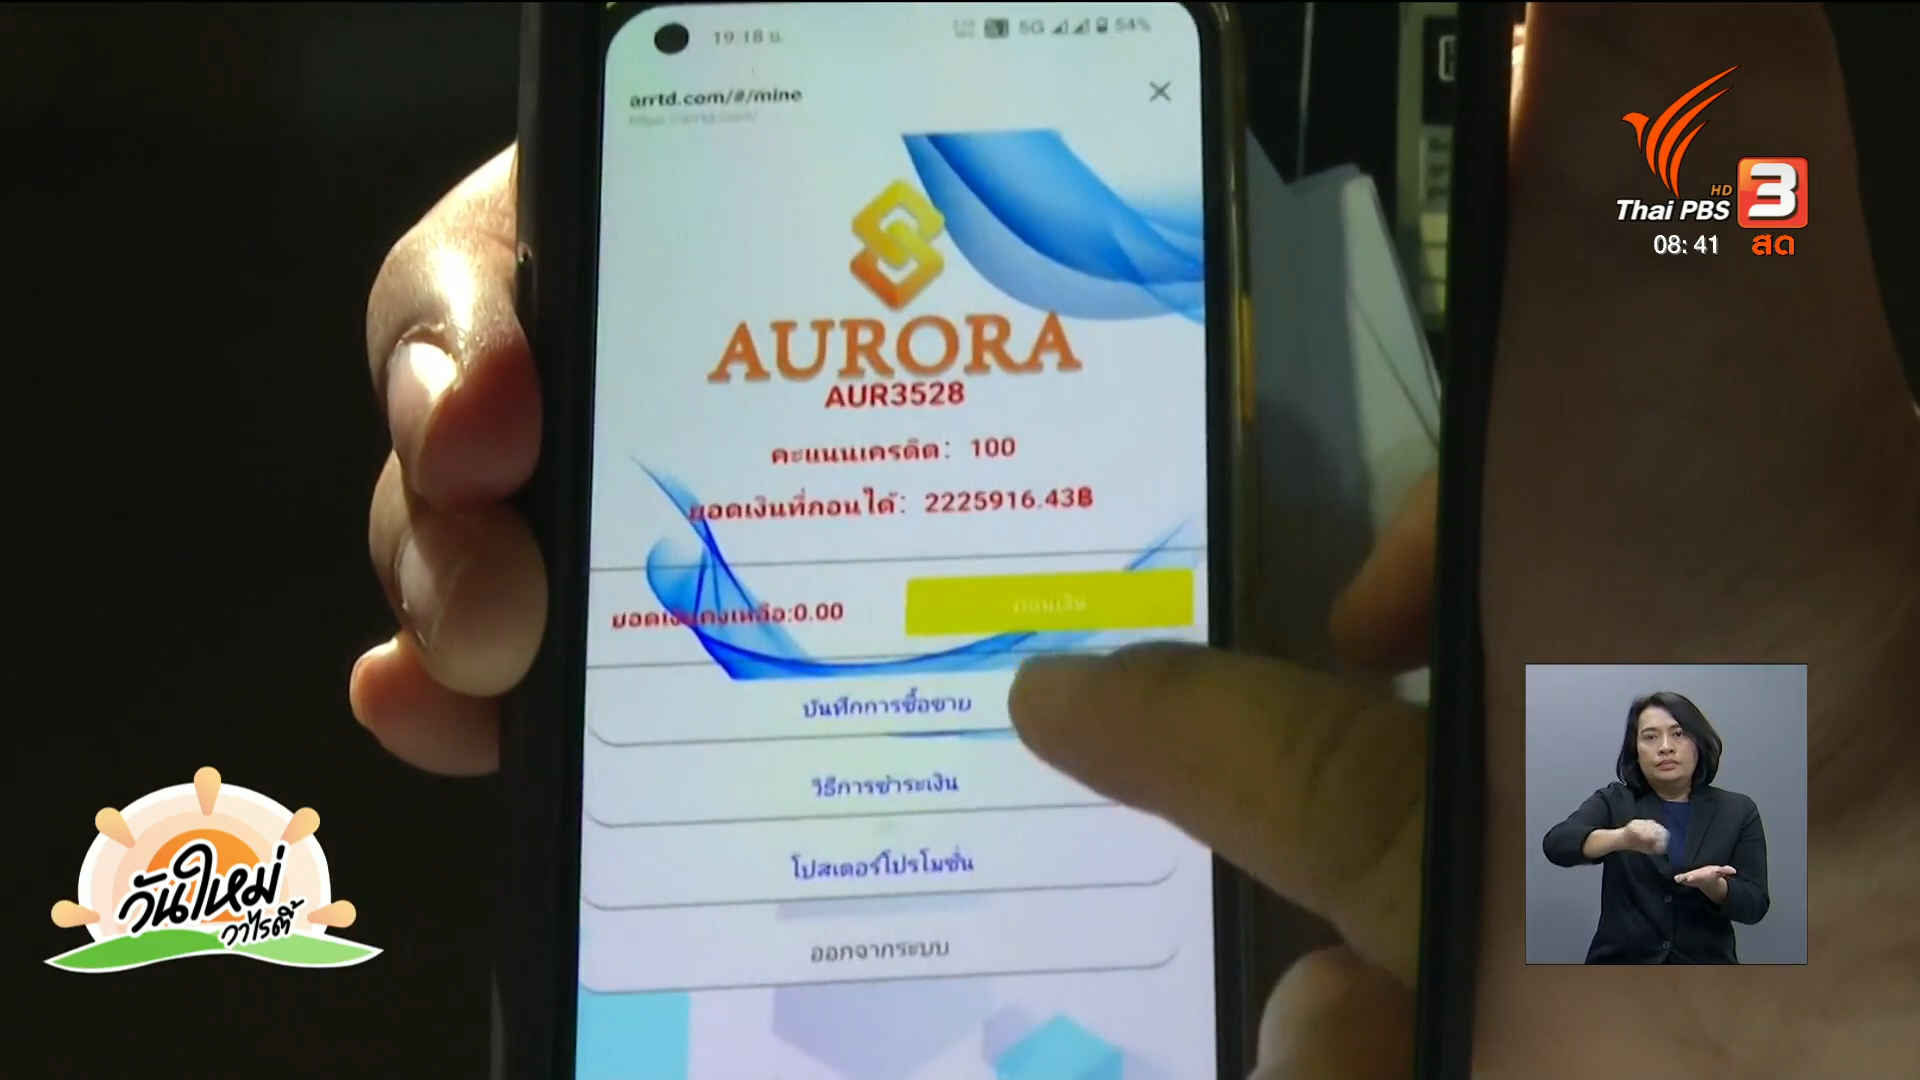 19:18 น.
5G
54%
arrtd.com/#/mine
AURORA
AUR3528
คะแนนเครดิต: 100
ยอดเงินที่ถอนได้: 2225916.43฿
ยอดเงินคงเหลือ:0.00
ถอนเงิน
บันทึกการซื้อขาย
วิธีการชำระเงิน
โปสเตอร์โปรโมชั่น
ออกจากระบบ
HD
Thai PBS 3
08:41 สด
วันใหม่
วาไรตี้